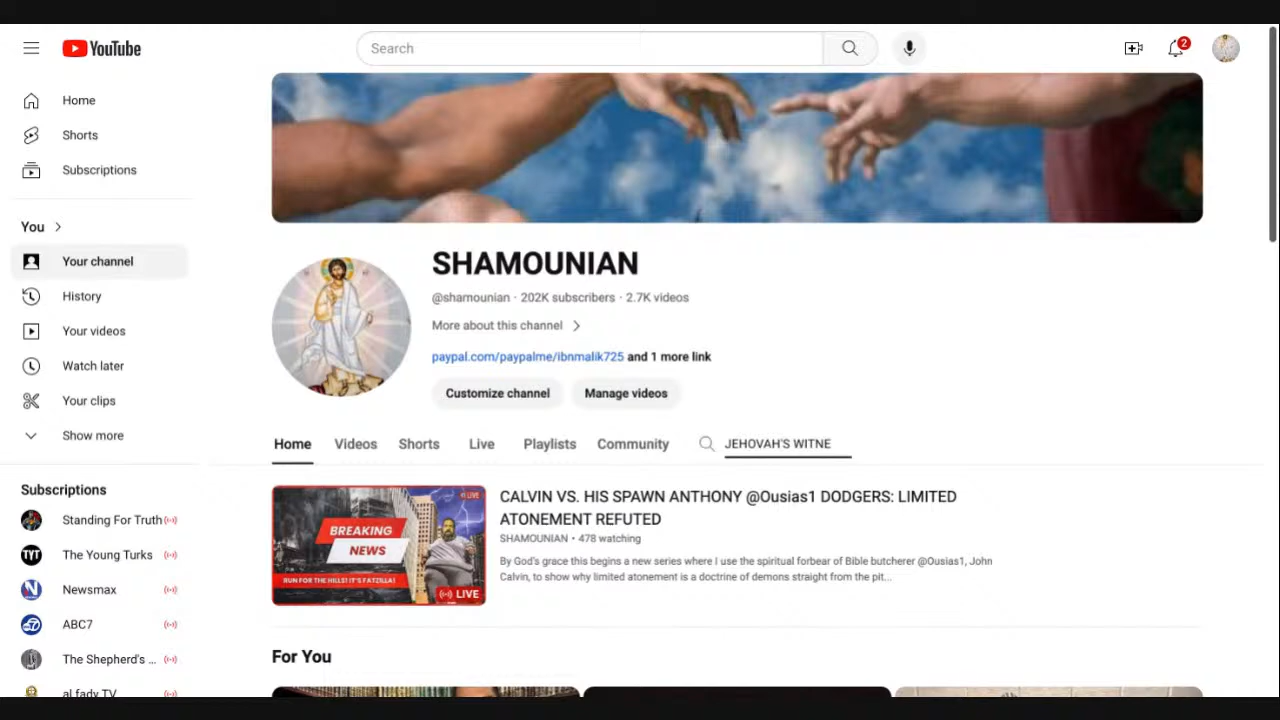 YouTube
Search
2
Home
Shorts
Subscriptions
You
Your channel
History
Your videos
Watch later
Your clips
Show more
Subscriptions
Standing For Truth
TYT The Young Turks
Newsmax
ABC7
The Shepherd's ...
al fady TV
SHAMOUNIAN
@shamounian · 202K subscribers · 2.7K videos
More about this channel
paypal.com/paypalme/ibnmalik725 and 1 more link
Customize channel Manage videos
Home Videos Shorts Live Playlists Community JEHOVAH'S WITNE
LIVE
BREAKING
NEWS
RUN FOR THE HILLS! IT'S FATZILLA!
LIVE
CALVIN VS. HIS SPAWN ANTHONY @Ousias1 DODGERS: LIMITED
ATONEMENT REFUTED
SHAMOUNIAN • 478 watching
By God's grace this begins a new series where I use the spiritual forbear of Bible butcherer @Ousias1, John
Calvin, to show why limited atonement is a doctrine of demons straight from the pit...
For You